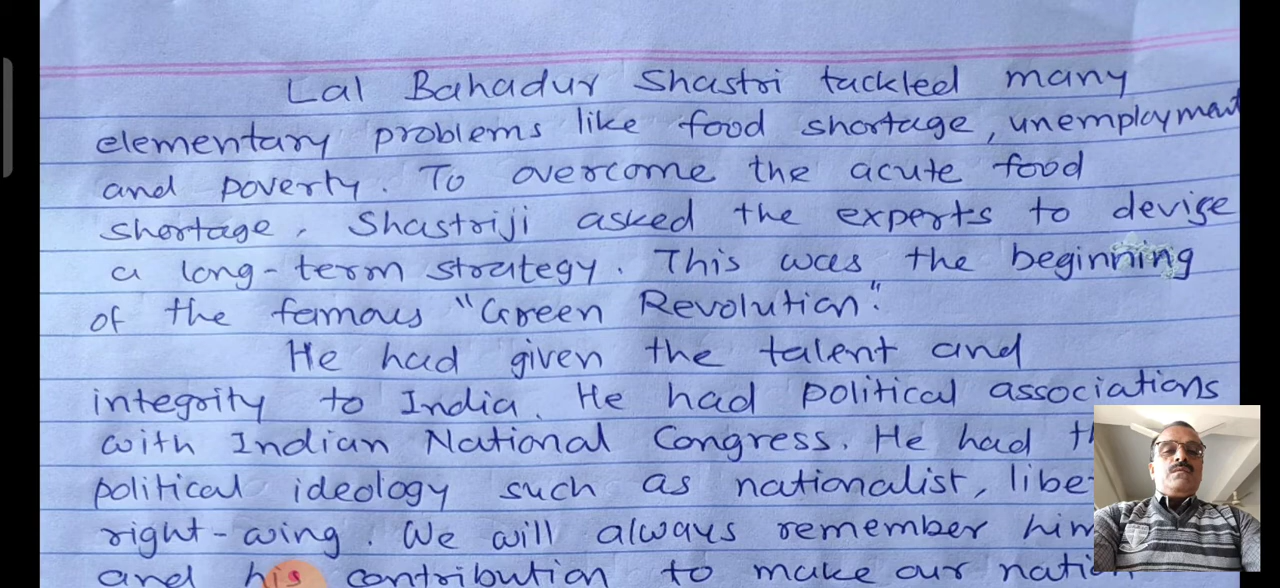 Lal Bahadur Shastri tackled many
elementary problems like food shortage, unemployment
and poverty. To overcome the acute food
shortage, Shastriji asked the experts to devise
a long-term strategy. This was the beginning
of the famous "Green Revolution".
He had given the talent and
integrity to India. He had political associations
with Indian National Congress. He had
political ideology such as nationalist,
right-wing. We will always remember him
and his contribution to make our